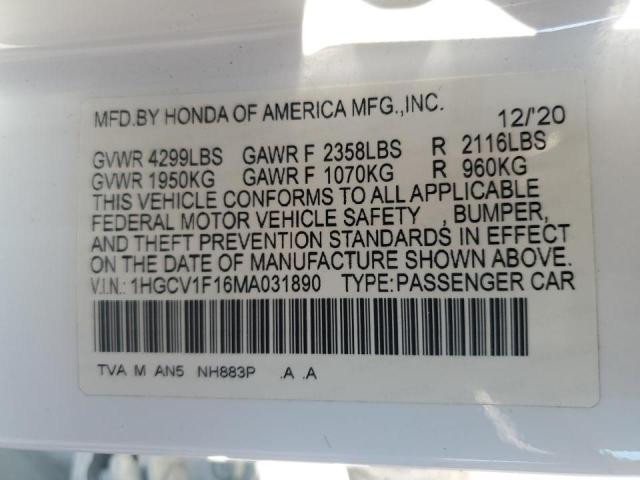 MFD.BY HONDA OF AMERICA MFG.,INC. 12/'20
GVWR 4299LBS GAWR F 2358LBS R 2116LBS
GVWR 1950KG GAWR F 1070KG R 960KG
THIS VEHICLE CONFORMS TO ALL APPLICABLE
FEDERAL MOTOR VEHICLE SAFETY , BUMPER,
AND THEFT PREVENTION STANDARDS IN EFFECT
ON THE DATE OF MANUFACTURE SHOWN ABOVE.
V.I.N.: 1HGCV1F16MA031890 TYPE:PASSENGER CAR
TVA M AN5 NH883P .A .A